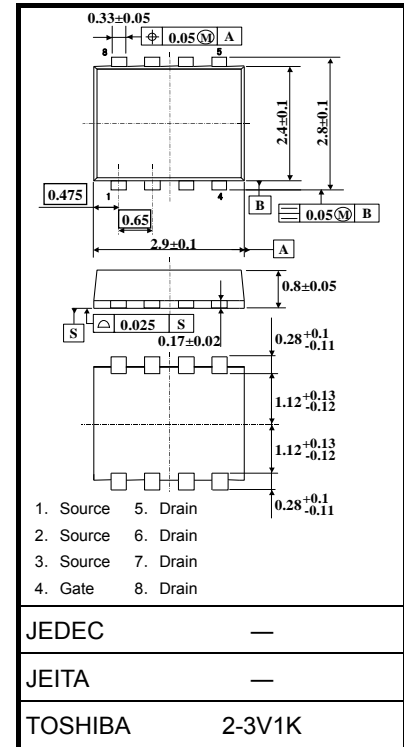 0.33±0.05
⌖ 0.05Ⓜ A
8 5
2.4±0.1
2.8±0.1
0.475
1 4
B
0.65
⌯ 0.05Ⓜ B
2.9±0.1
A
0.8±0.05
S
⌓ 0.025 S
0.17±0.02
0.28 +0.1 -0.11
1.12 +0.13 -0.12
1.12 +0.13 -0.12
0.28 +0.1 -0.11
1. Source 5. Drain
2. Source 6. Drain
3. Source 7. Drain
4. Gate 8. Drain
JEDEC —
JEITA —
TOSHIBA 2-3V1K